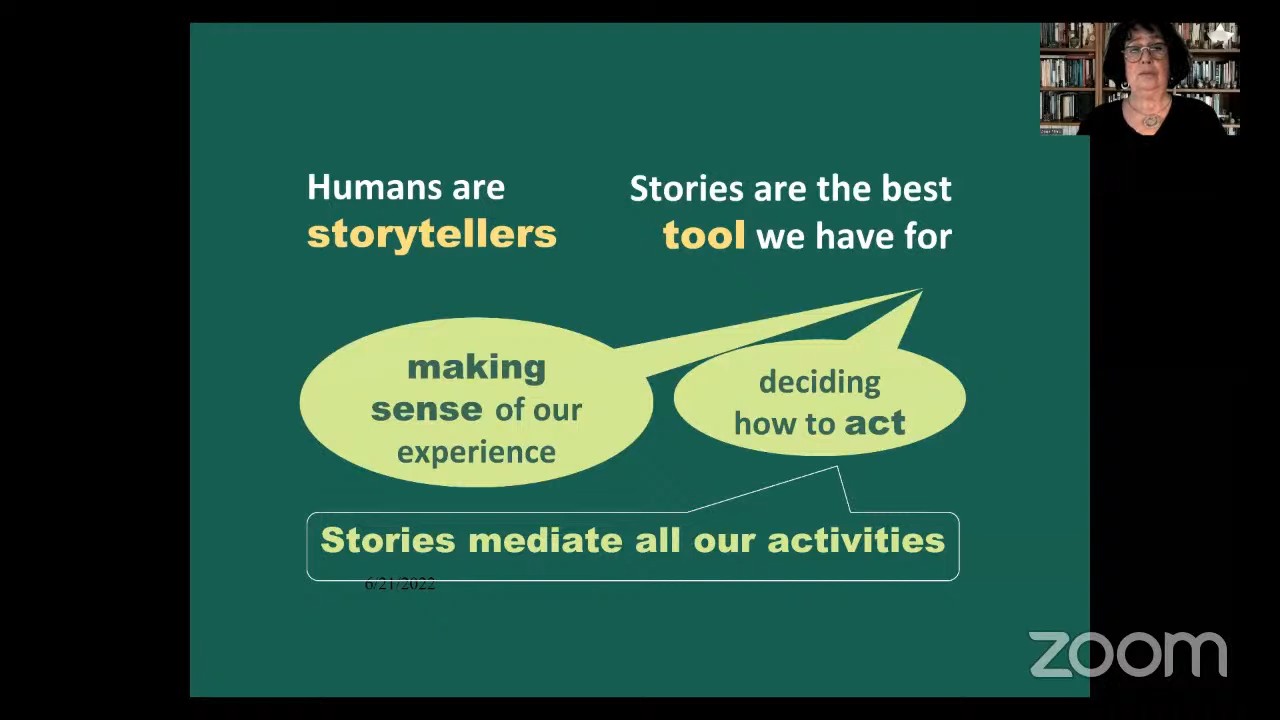 Humans are
storytellers
Stories are the best
tool we have for
making
sense of our
experience
deciding
how to act
Stories mediate all our activities
6/21/2022
zoom